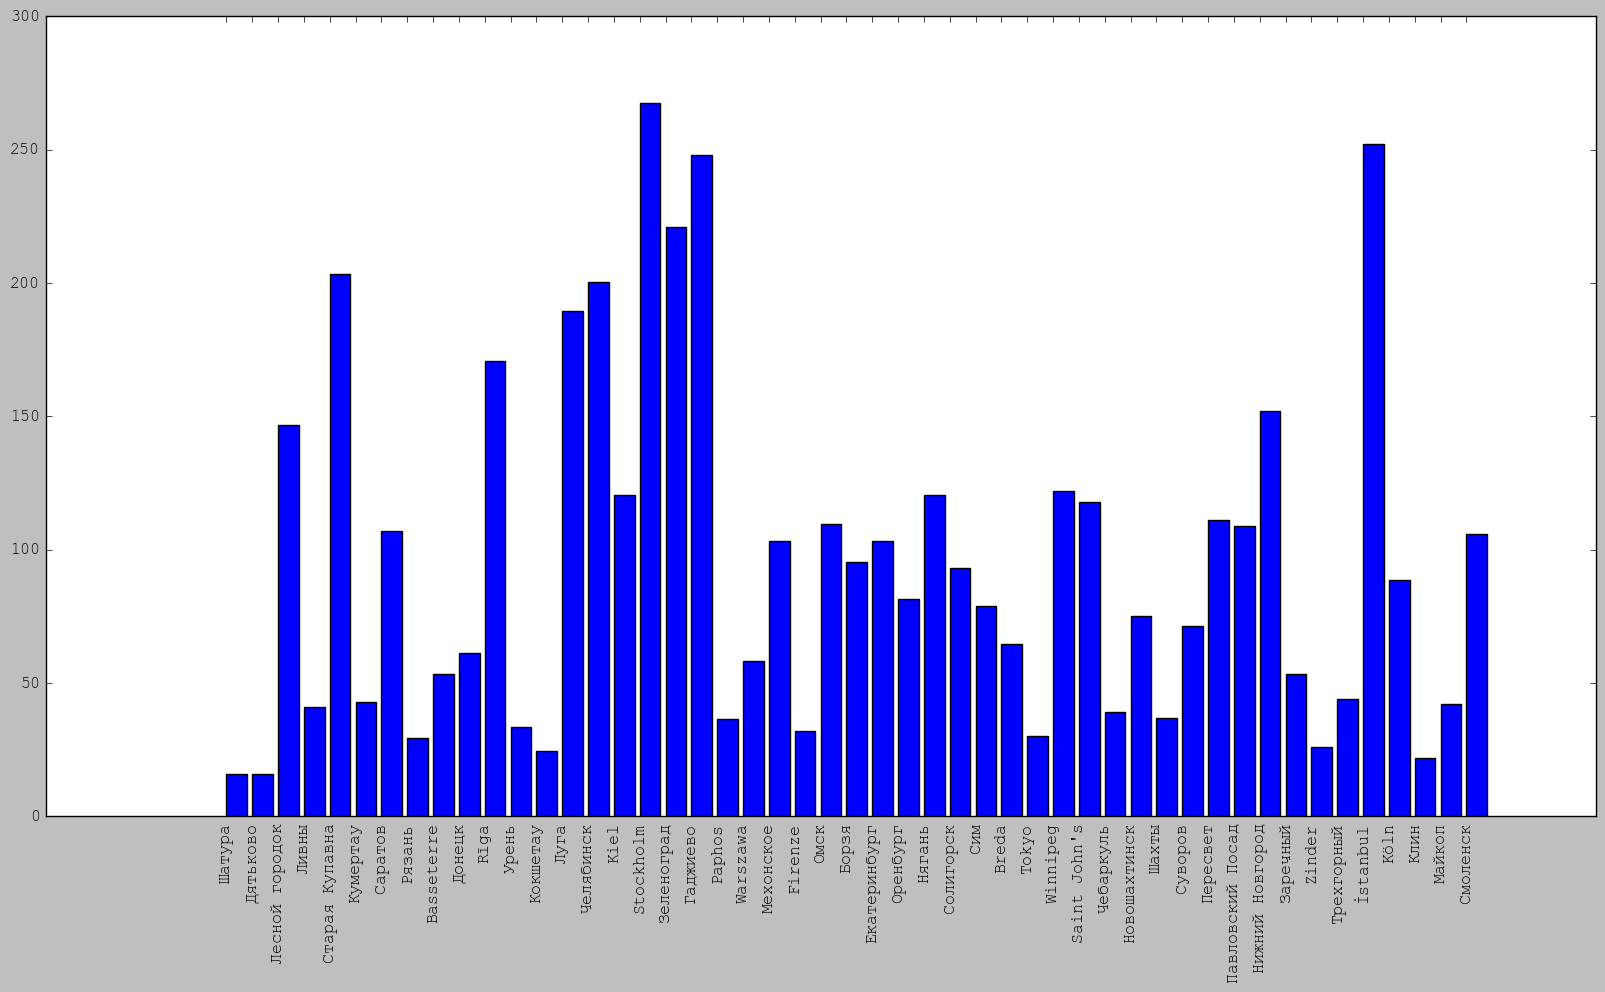 300
250
200
150
100
50
0
Шатура
Дятьково
Лесной городок
Ливны
Старая Купавна
Кумертау
Саратов
Рязань
Basseterre
Донецк
Rīga
Урень
Кокшетау
Луга
Челябинск
Kiel
Stockholm
Зеленоград
Гаджиево
Paphos
Warszawa
Мехонское
Firenze
Омск
Борзя
Екатеринбург
Оренбург
Нягань
Солигорск
Сим
Breda
Tokyo
Winnipeg
Saint John's
Чебаркуль
Новошахтинск
Шахты
Суворов
Пересвет
Павловский Посад
Нижний Новгород
Заречный
Zinder
Трехгорный
İstanbul
Köln
Клин
Майкоп
Смоленск